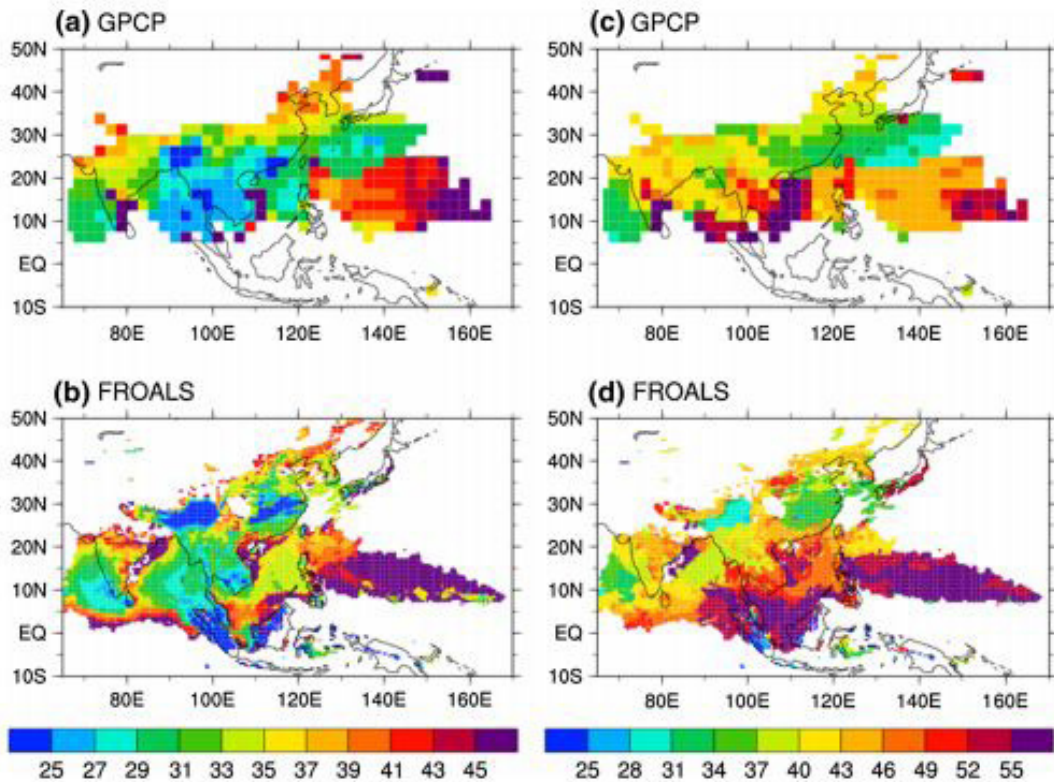 (a) GPCP
50N
40N
30N
20N
10N
EQ
10S
80E 100E 120E 140E 160E
(c) GPCP
50N
40N
30N
20N
10N
EQ
10S
80E 100E 120E 140E 160E
(b) FROALS
50N
40N
30N
20N
10N
EQ
10S
80E 100E 120E 140E 160E
(d) FROALS
50N
40N
30N
20N
10N
EQ
10S
80E 100E 120E 140E 160E
25 27 29 31 33 35 37 39 41 43 45
25 28 31 34 37 40 43 46 49 52 55